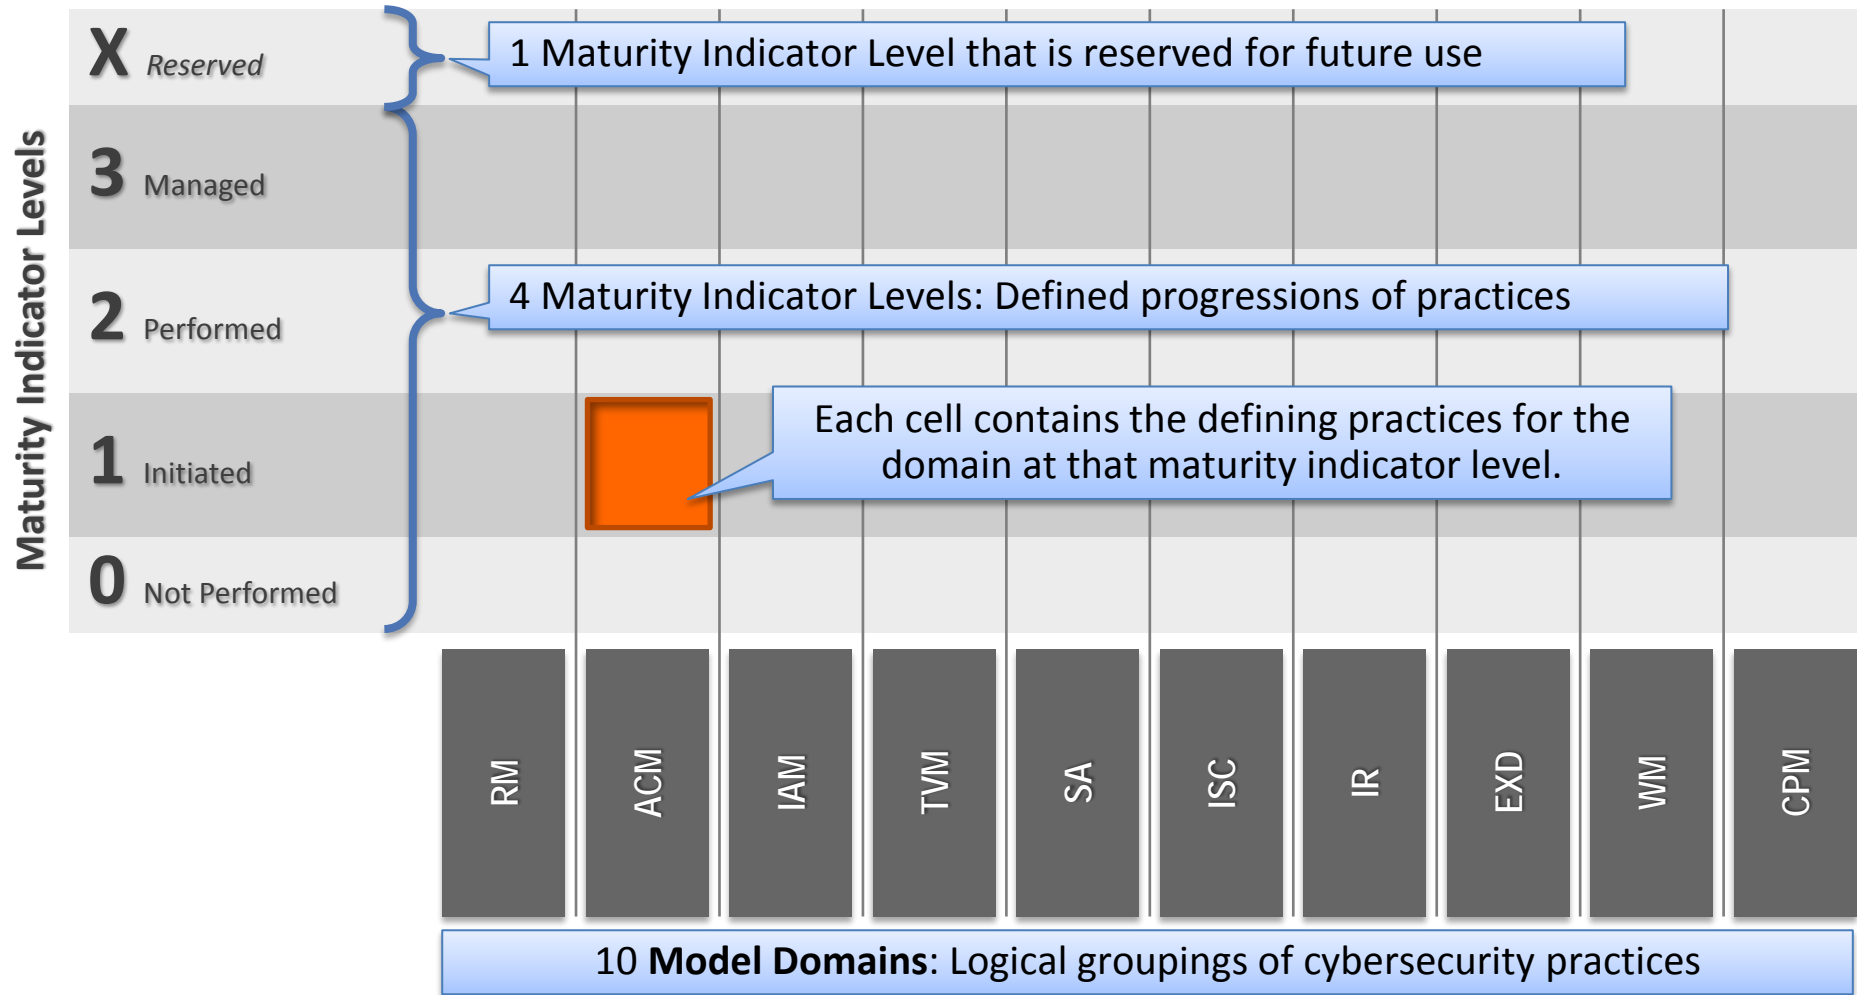 Maturity Indicator Levels
X Reserved
1 Maturity Indicator Level that is reserved for future use
3 Managed
2 Performed
4 Maturity Indicator Levels: Defined progressions of practices
1 Initiated
Each cell contains the defining practices for the
domain at that maturity indicator level.
0 Not Performed
RM
ACM
IAM
TVM
SA
ISC
IR
EXD
WM
CPM
10 Model Domains: Logical groupings of cybersecurity practices